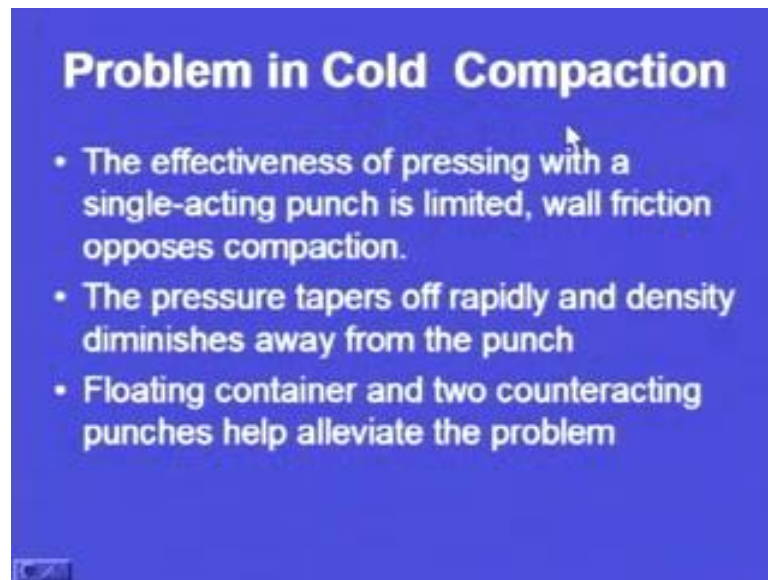 Problem in Cold Compaction
• The effectiveness of pressing with a
single-acting punch is limited, wall friction
opposes compaction.
• The pressure tapers off rapidly and density
diminishes away from the punch
• Floating container and two counteracting
punches help alleviate the problem